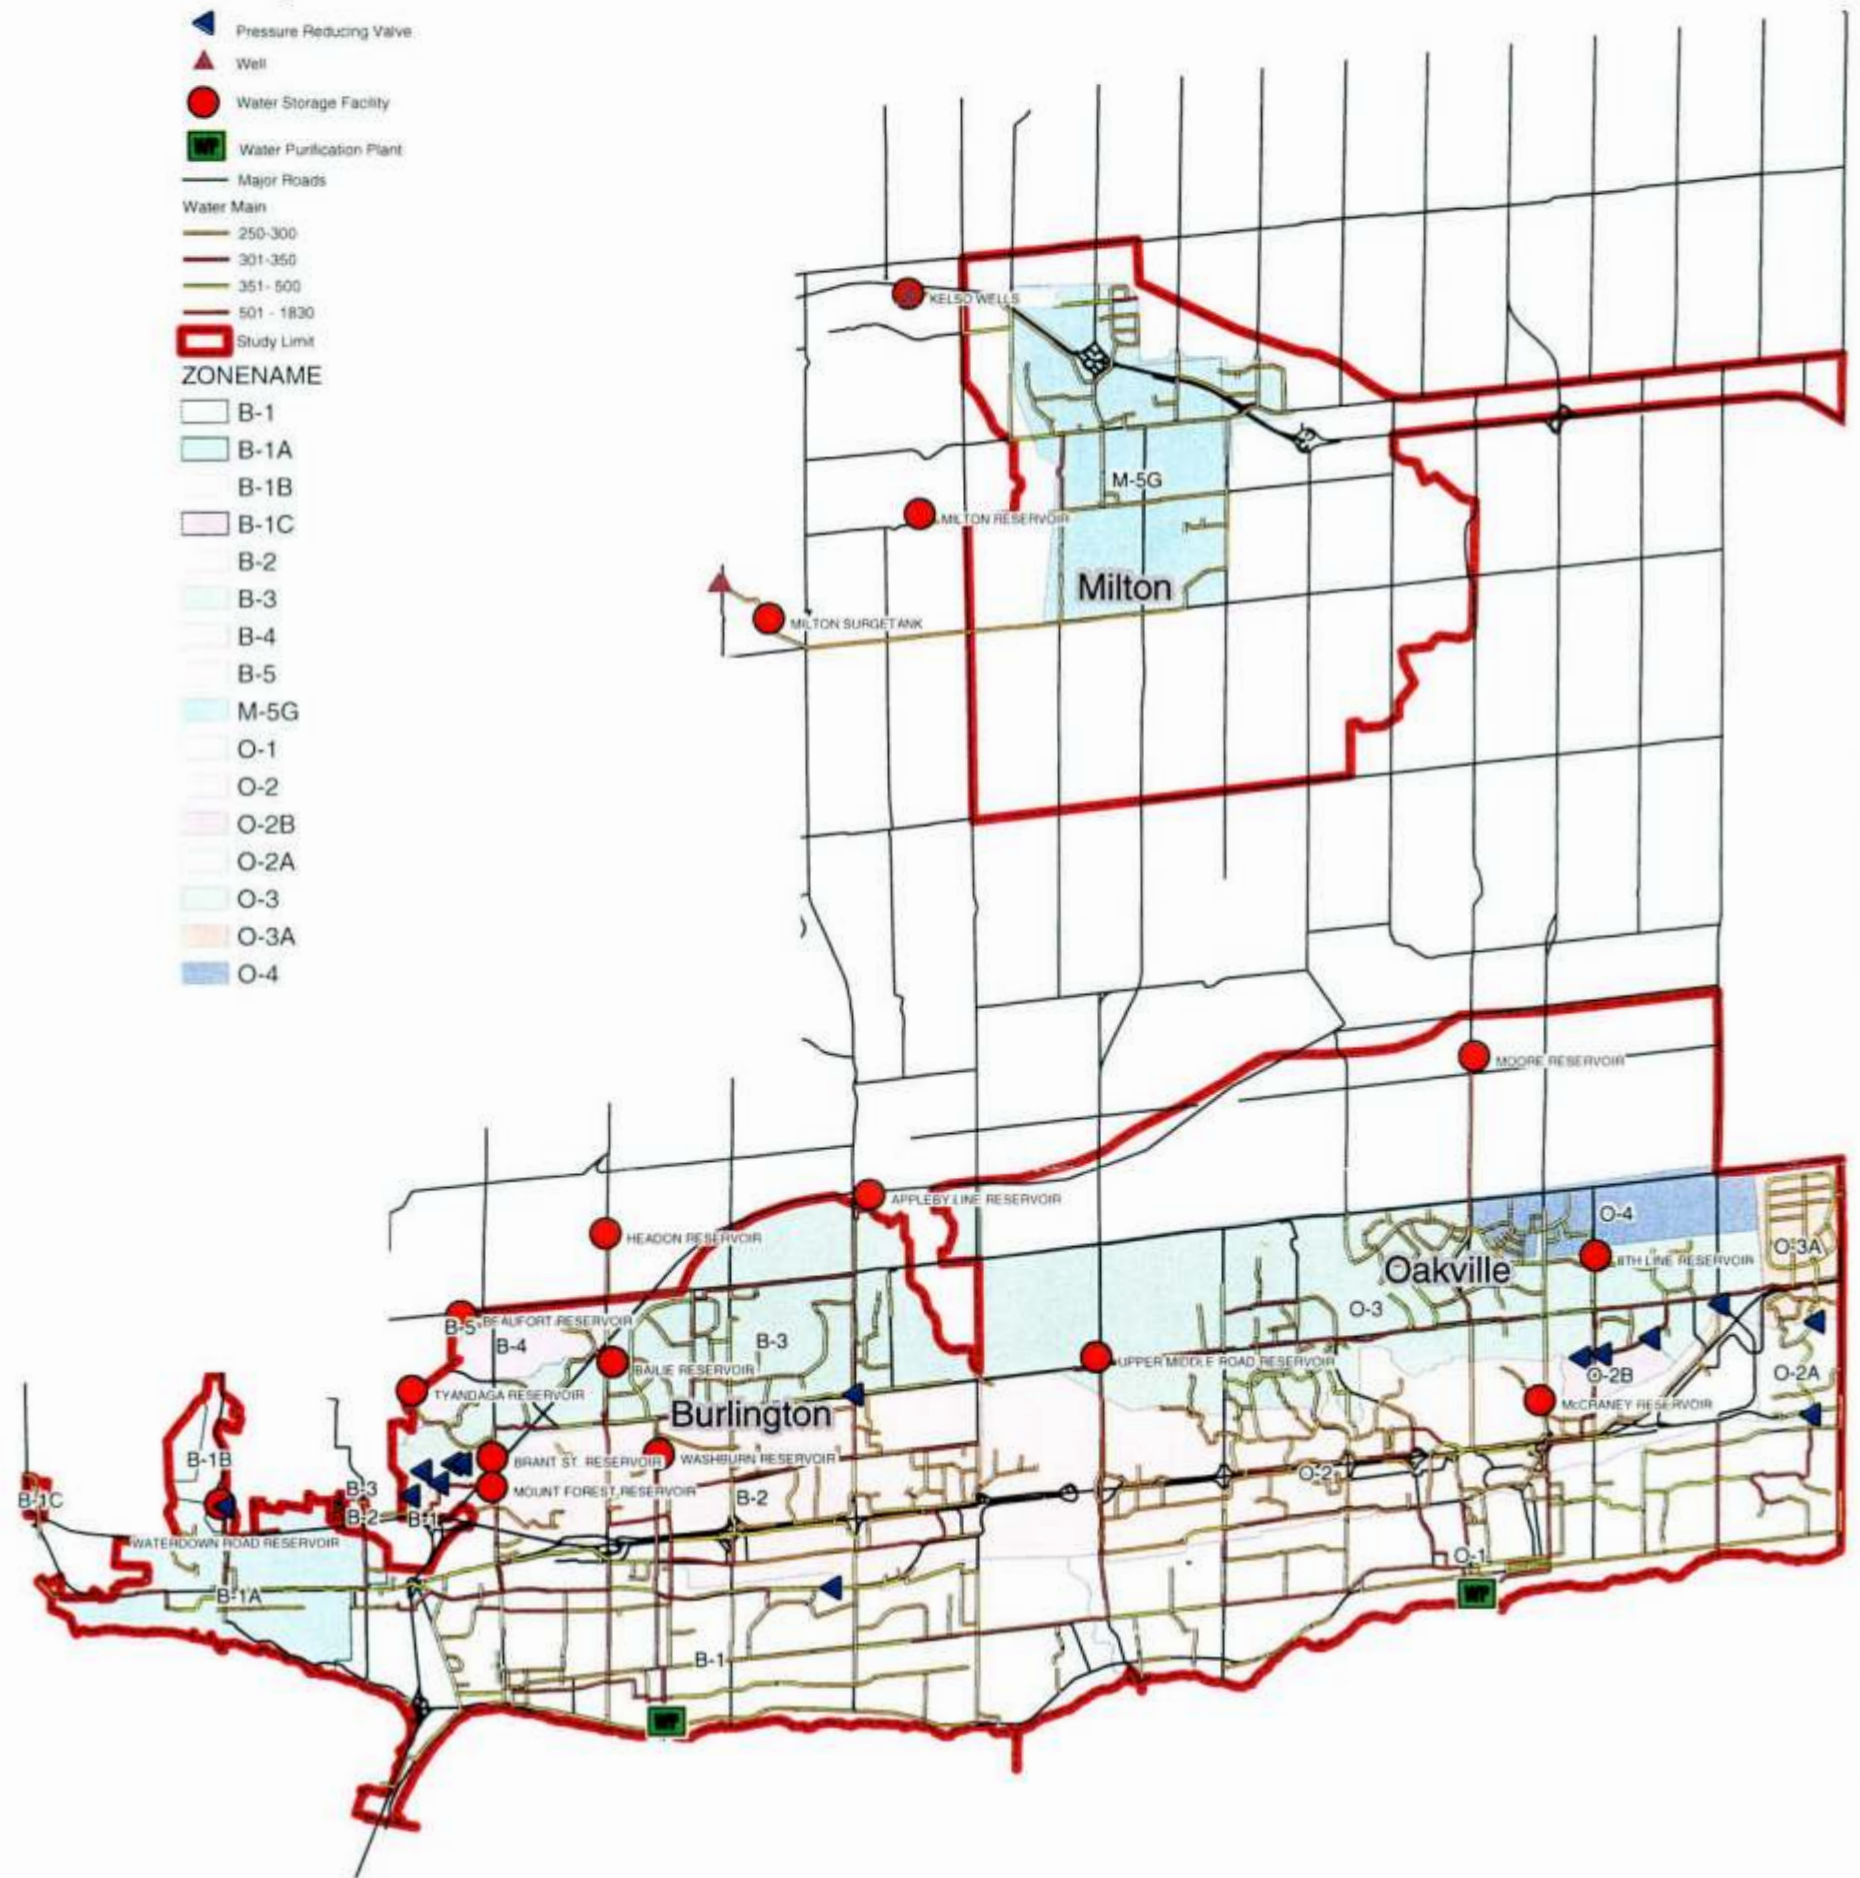 Pressure Reducing Valve
Well
Water Storage Facility
WP Water Purification Plant
Major Roads
Water Main
250-300
301-350
351- 500
501 - 1830
Study Limit
ZONENAME
B-1
B-1A
B-1B
B-1C
B-2
B-3
B-4
B-5
M-5G
O-1
O-2
O-2B
O-2A
O-3
O-3A
O-4
KELSO WELLS
M-5G
MILTON RESERVOIR
Milton
MILTON SURGETANK
MOORE RESERVOIR
APPLEBY LINE RESERVOIR
O-4
HEADON RESERVOIR
O-3A
8TH LINE RESERVOIR
Oakville
O-3
BEAUFORT RESERVOIR
B-5
B-4
B-3
UPPER MIDDLE ROAD RESERVOIR
BAILIE RESERVOIR
O-2B
O-2A
TYANDAGA RESERVOIR
McCRANEY RESERVOIR
Burlington
B-1B
BRANT ST. RESERVOIR
WASHBURN RESERVOIR
O-2
B-3
MOUNT FOREST RESERVOIR
B-2
B-1C
B-2
B-1
WATERDOWN ROAD RESERVOIR
O-1
B-1A
WP
B-1
WP